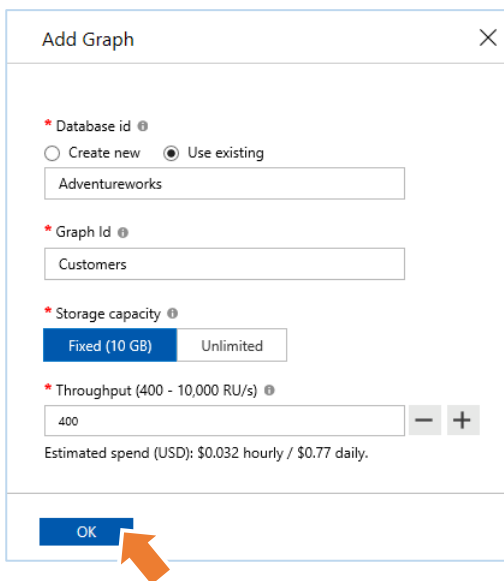 Add Graph
* Database id
Create new Use existing
Adventureworks
* Graph Id
Customers
* Storage capacity
Fixed (10 GB) Unlimited
* Throughput (400 - 10,000 RU/s)
400
Estimated spend (USD): $0.032 hourly / $0.77 daily.
OK